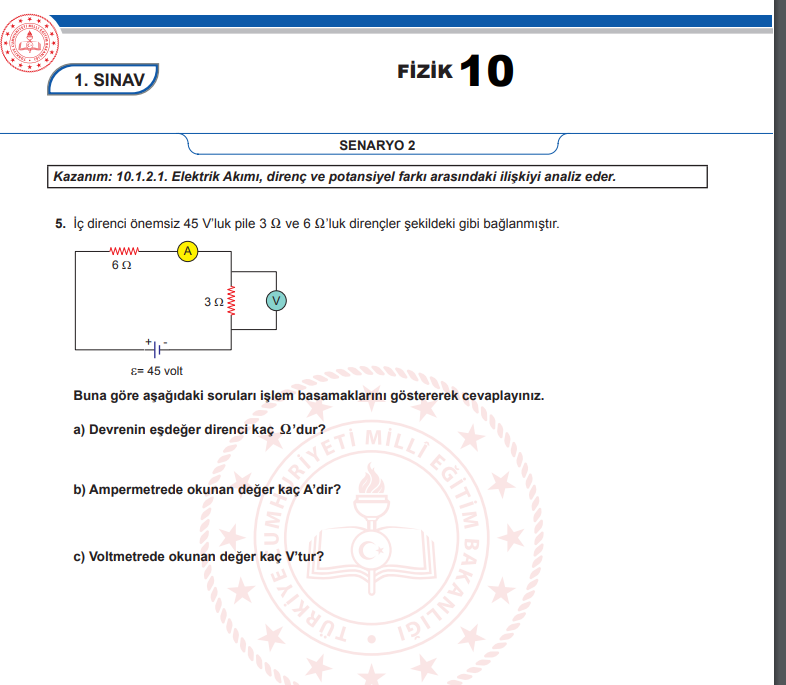 1. SINAV
FİZİK 10
SENARYO 2
Kazanım: 10.1.2.1. Elektrik Akımı, direnç ve potansiyel farkı arasındaki ilişkiyi analiz eder.
5. İç direnci önemsiz 45 V'luk pile 3 Ω ve 6 Ω'luk dirençler şekildeki gibi bağlanmıştır.
A
6 Ω
3 Ω
V
+ -
ε= 45 volt
Buna göre aşağıdaki soruları işlem basamaklarını göstererek cevaplayınız.
a) Devrenin eşdeğer direnci kaç Ω'dur?
b) Ampermetrede okunan değer kaç A'dir?
c) Voltmetrede okunan değer kaç V'tur?
TÜRKİYE CUMHURİYETİ MİLLÎ EĞİTİM BAKANLIĞI